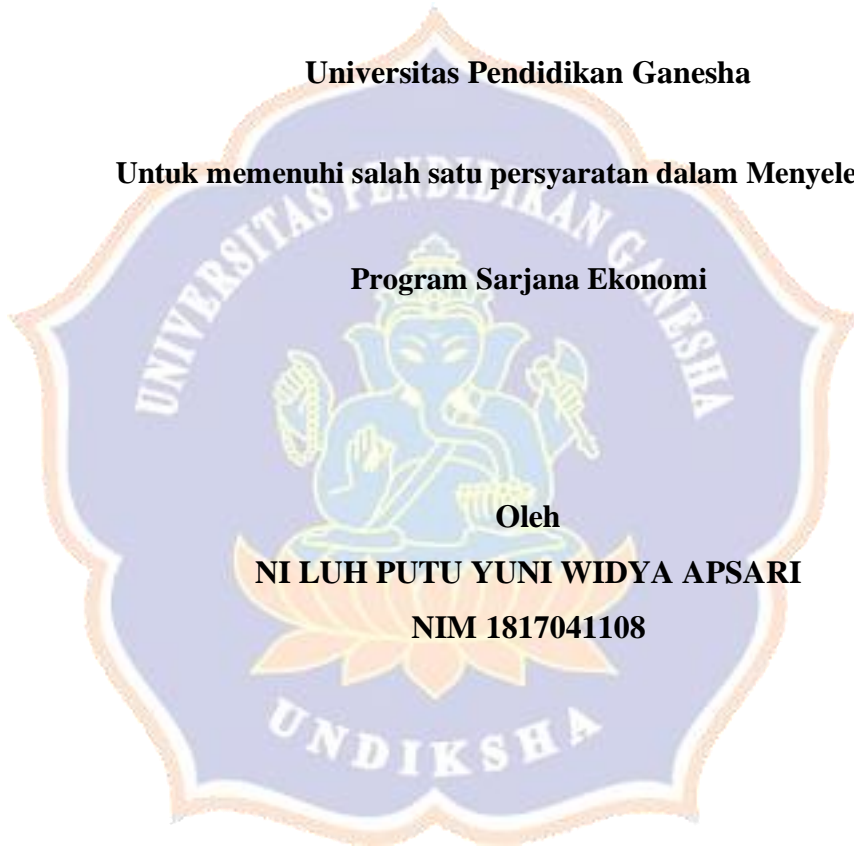 Universitas Pendidikan Ganesha
Untuk memenuhi salah satu persyaratan dalam Menyele
UNIVERSITAS PENDIDIKAN GANESHA
Program Sarjana Ekonomi
Oleh
NI LUH PUTU YUNI WIDYA APSARI
NIM 1817041108
UNDIKSHA